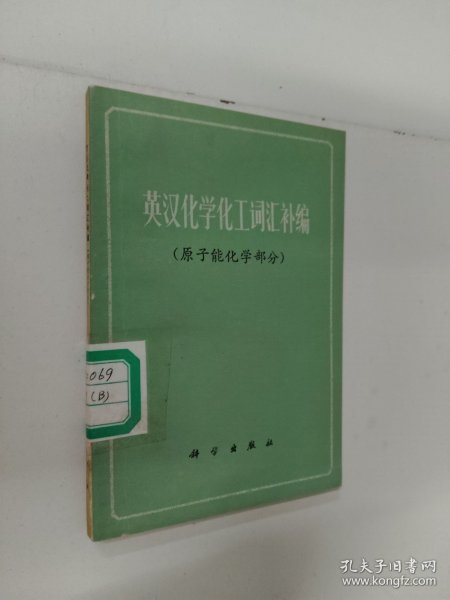 英汉化学化工词汇补编
（原子能化学部分）
069
(B)
科学出版社
孔夫子旧书网
www.kongfz.com